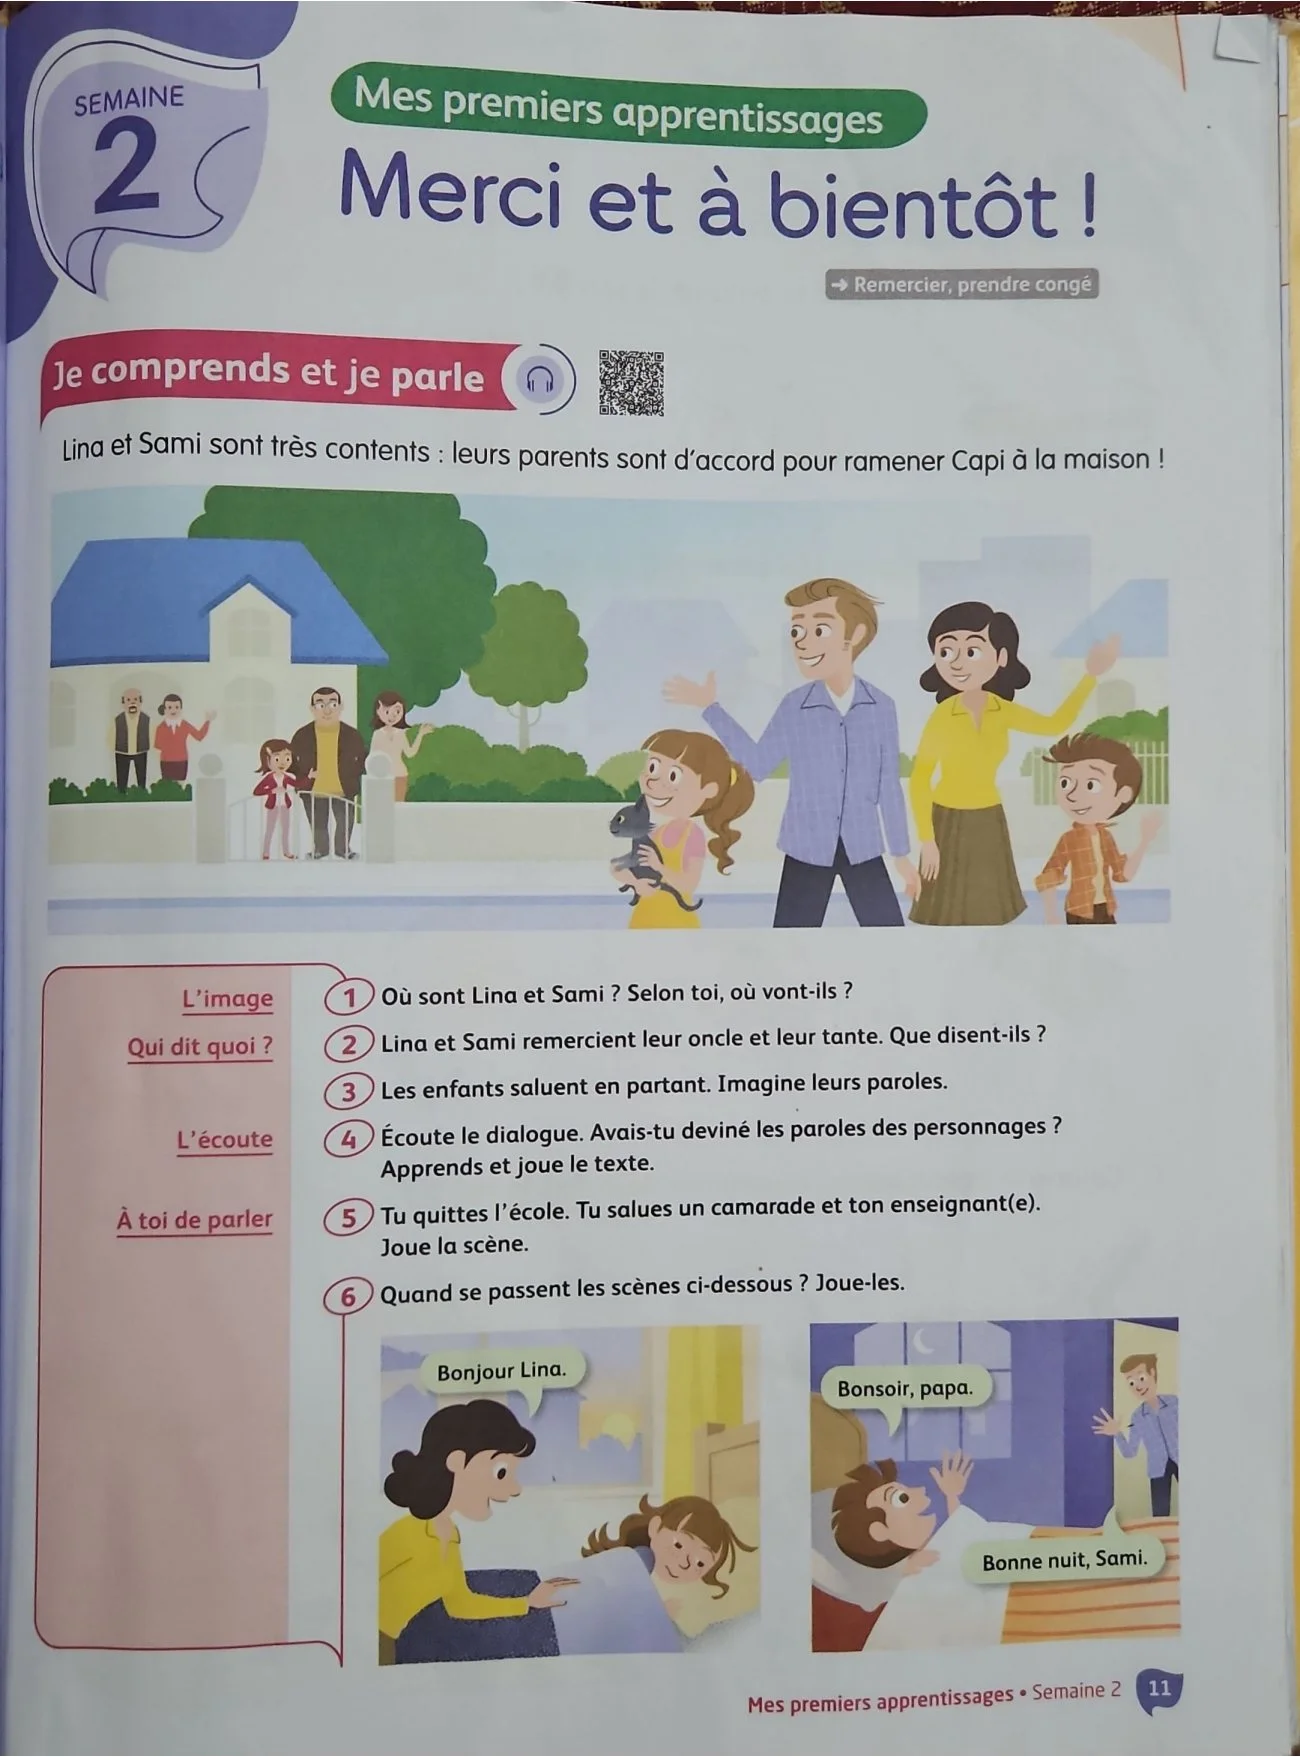 SEMAINE
2
Mes premiers apprentissages
Merci et à bientôt !
➔ Remercier, prendre congé
Je comprends et je parle
Lina et Sami sont très contents : leurs parents sont d'accord pour ramener Capi à la maison !
L'image
1 Où sont Lina et Sami ? Selon toi, où vont-ils ?
Qui dit quoi ?
2 Lina et Sami remercient leur oncle et leur tante. Que disent-ils ?
3 Les enfants saluent en partant. Imagine leurs paroles.
L'écoute
4 Écoute le dialogue. Avais-tu deviné les paroles des personnages ?
Apprends et joue le texte.
À toi de parler
5 Tu quittes l'école. Tu salues un camarade et ton enseignant(e).
Joue la scène.
6 Quand se passent les scènes ci-dessous ? Joue-les.
Bonjour Lina.
Bonsoir, papa.
Bonne nuit, Sami.
Mes premiers apprentissages • Semaine 2 11